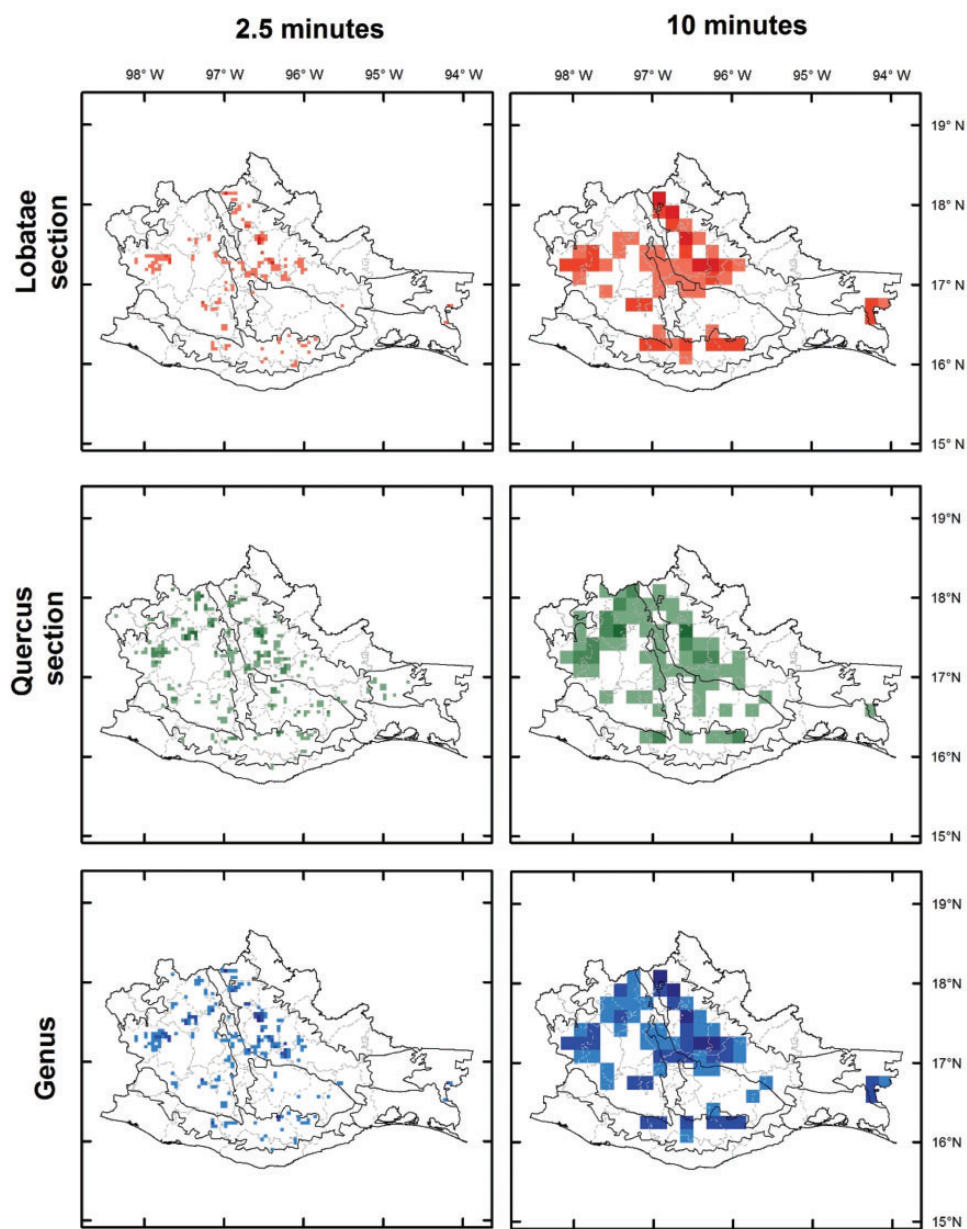 2.5 minutes 10 minutes
98° W 97° W 96° W 95° W 94° W 98° W 97° W 96° W 95° W 94° W
Lobatae
section
19° N
18° N
17° N
16° N
15° N
Quercus
section
19° N
18° N
17° N
16° N
15° N
Genus
19°N
18°N
17°N
16°N
15°N